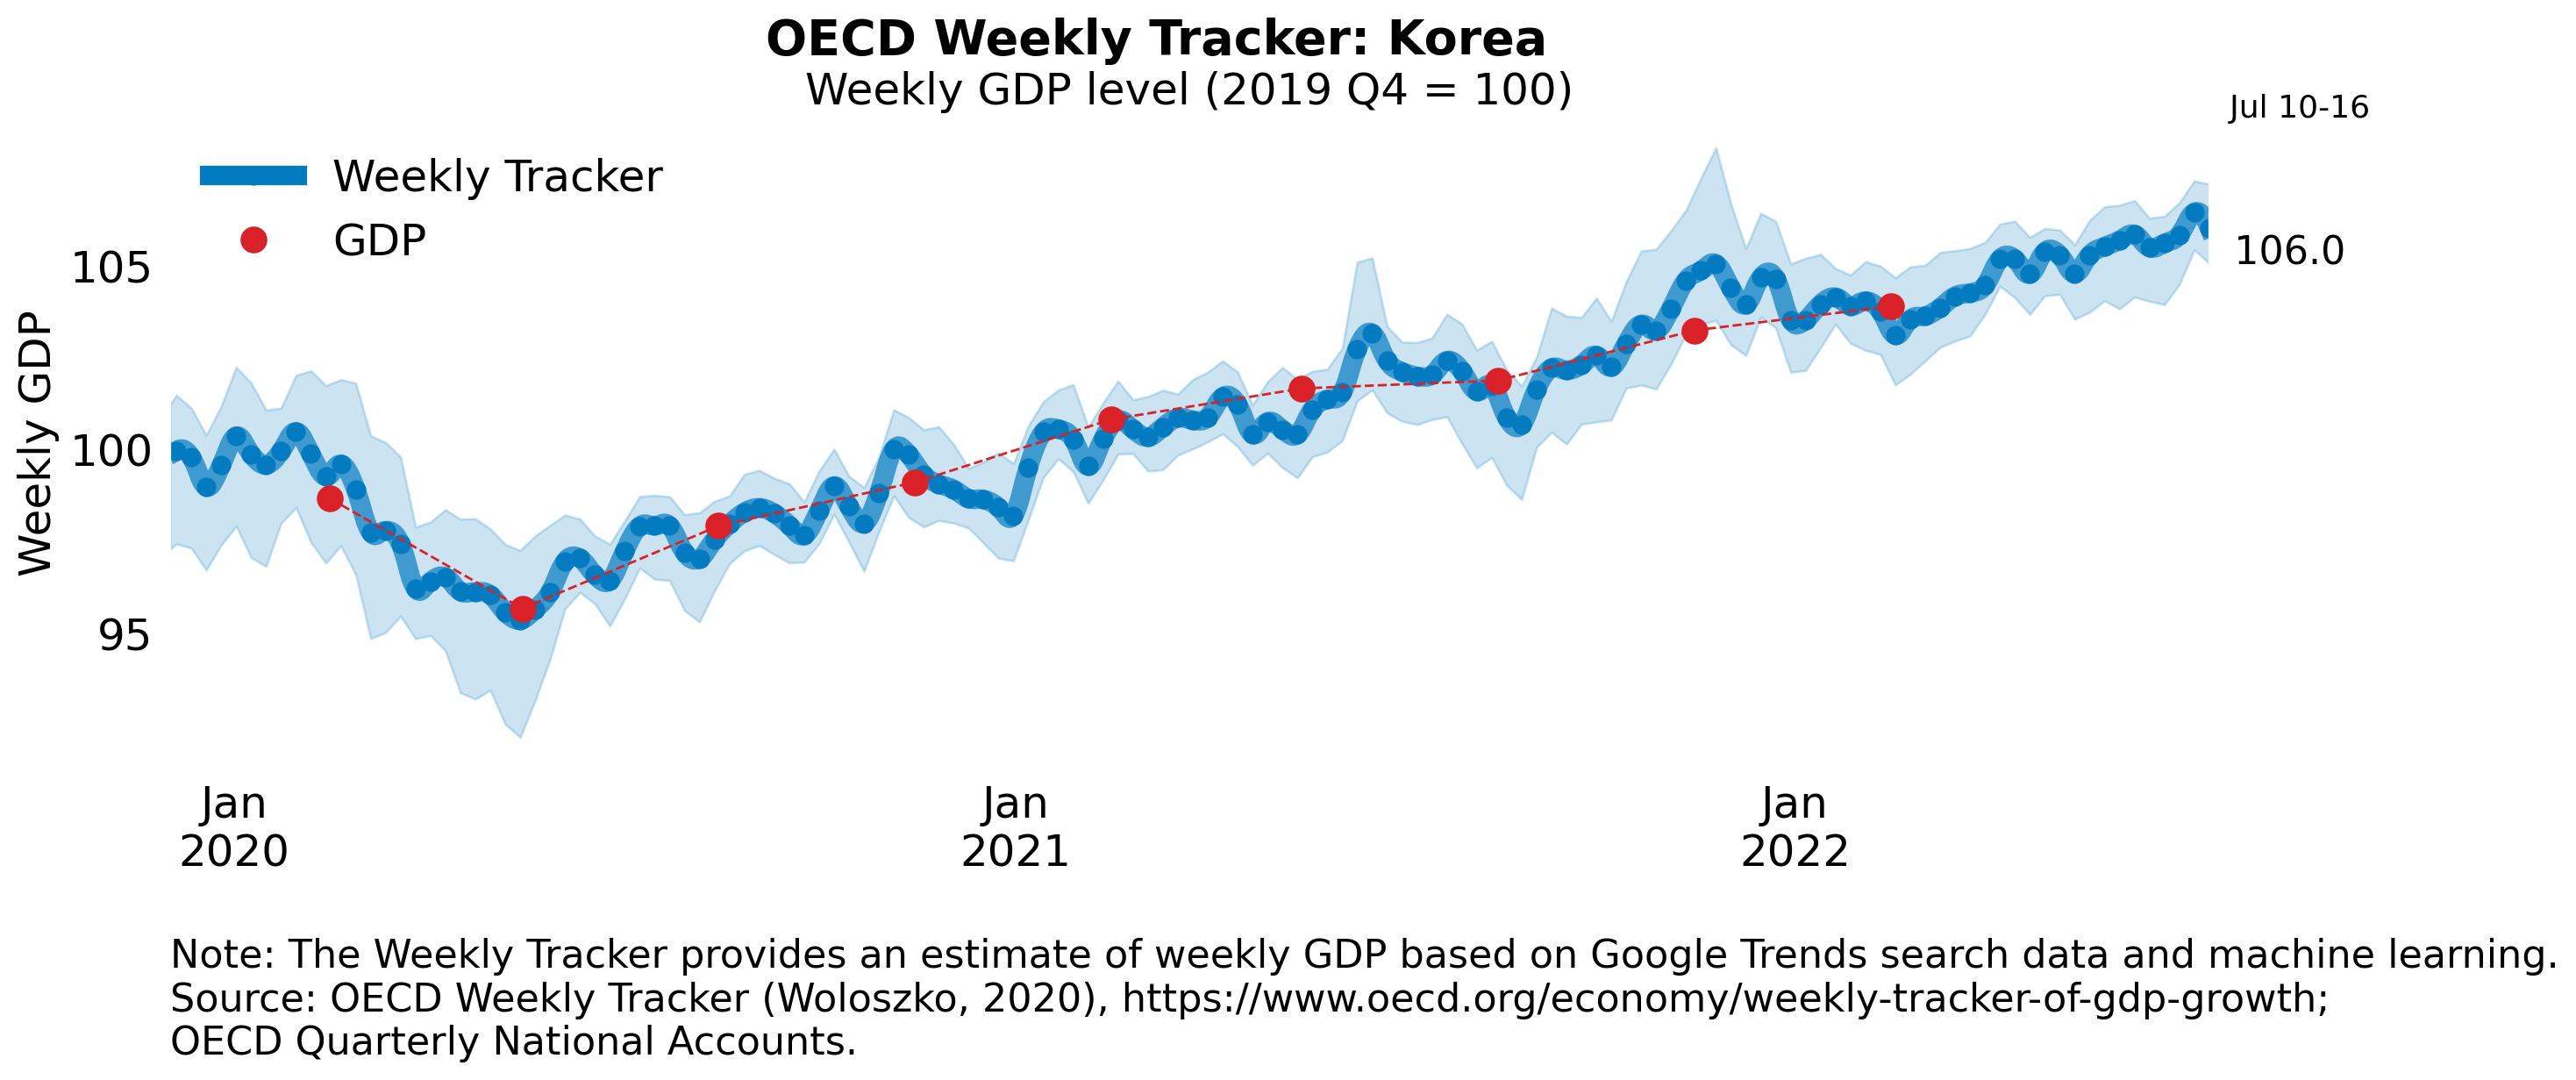 OECD Weekly Tracker: Korea
Weekly GDP level (2019 Q4 = 100)
Jul 10-16
Weekly Tracker
GDP
105
106.0
100
95
Weekly GDP
Jan
2020
Jan
2021
Jan
2022
Note: The Weekly Tracker provides an estimate of weekly GDP based on Google Trends search data and machine learning.
Source: OECD Weekly Tracker (Woloszko, 2020), https://www.oecd.org/economy/weekly-tracker-of-gdp-growth;
OECD Quarterly National Accounts.